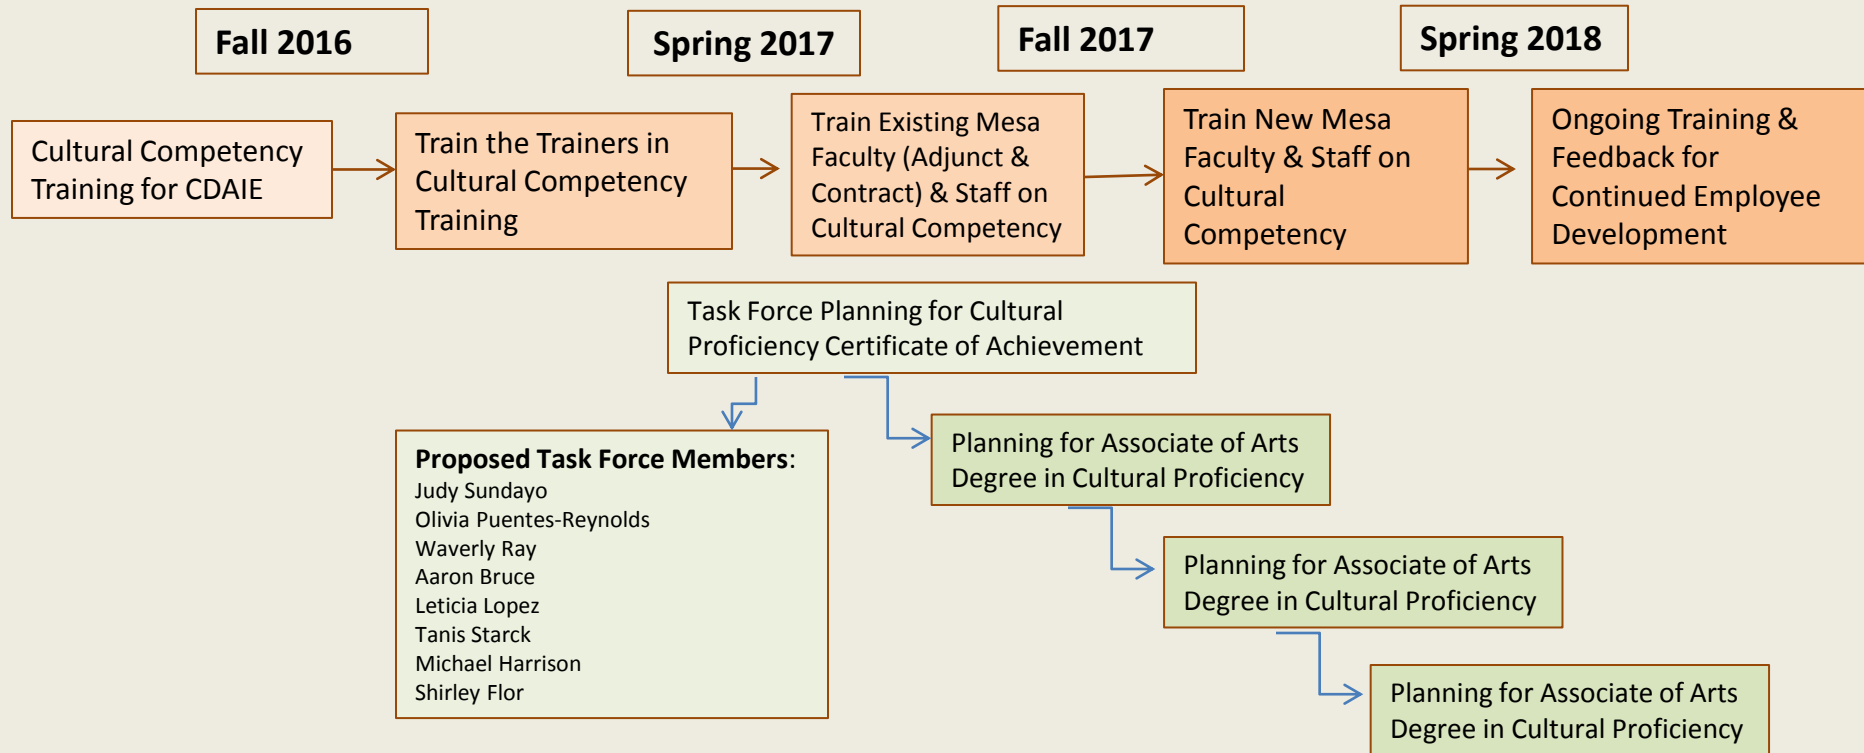 Fall 2016
Spring 2017
Fall 2017
Spring 2018
Cultural Competency
Training for CDAIE
Train the Trainers in
Cultural Competency
Training
Train Existing Mesa
Faculty (Adjunct &
Contract) & Staff on
Cultural Competency
Train New Mesa
Faculty & Staff on
Cultural
Competency
Ongoing Training &
Feedback for
Continued Employee
Development
Task Force Planning for Cultural
Proficiency Certificate of Achievement
Proposed Task Force Members:
Judy Sundayo
Olivia Puentes-Reynolds
Waverly Ray
Aaron Bruce
Leticia Lopez
Tanis Starck
Michael Harrison
Shirley Flor
Planning for Associate of Arts
Degree in Cultural Proficiency
Planning for Associate of Arts
Degree in Cultural Proficiency
Planning for Associate of Arts
Degree in Cultural Proficiency